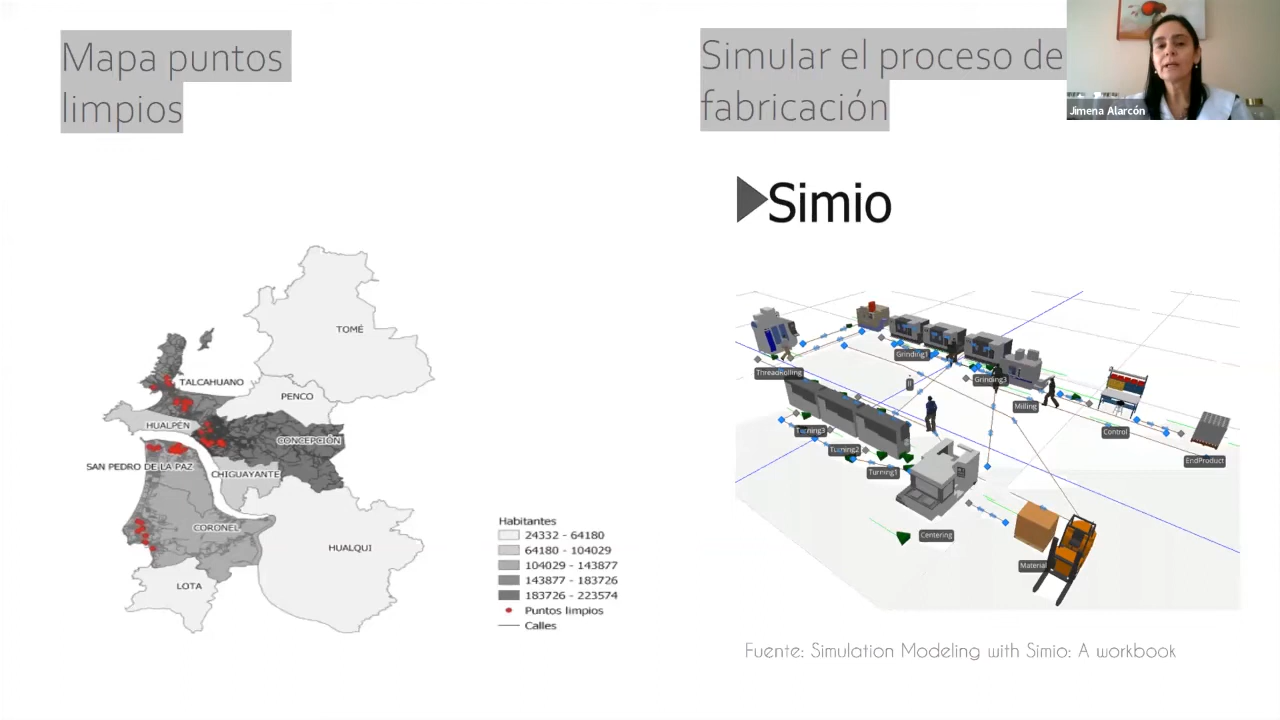 Mapa puntos
limpios
TOMÉ
TALCAHUANO
PENCO
HUALPÉN
CONCEPCIÓN
SAN PEDRO DE LA PAZ
CHIGUAYANTE
CORONEL
HUALQUI
LOTA
Habitantes
24332 - 64180
64180 - 104029
104029 - 143877
143877 - 183726
183726 - 223574
Puntos limpios
Calles
Simular el proceso de
fabricación
Jimena Alarcón
Simio
ThreadRolling
Grinding1
Grinding3
Milling
Control
EndProduct
Turning3
Turning2
Turning1
Centering
Material
Fuente: Simulation Modeling with Simio: A workbook